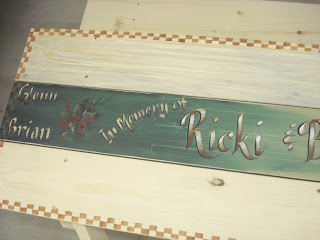 Glenn
Brian
In Memory of
Ricki &